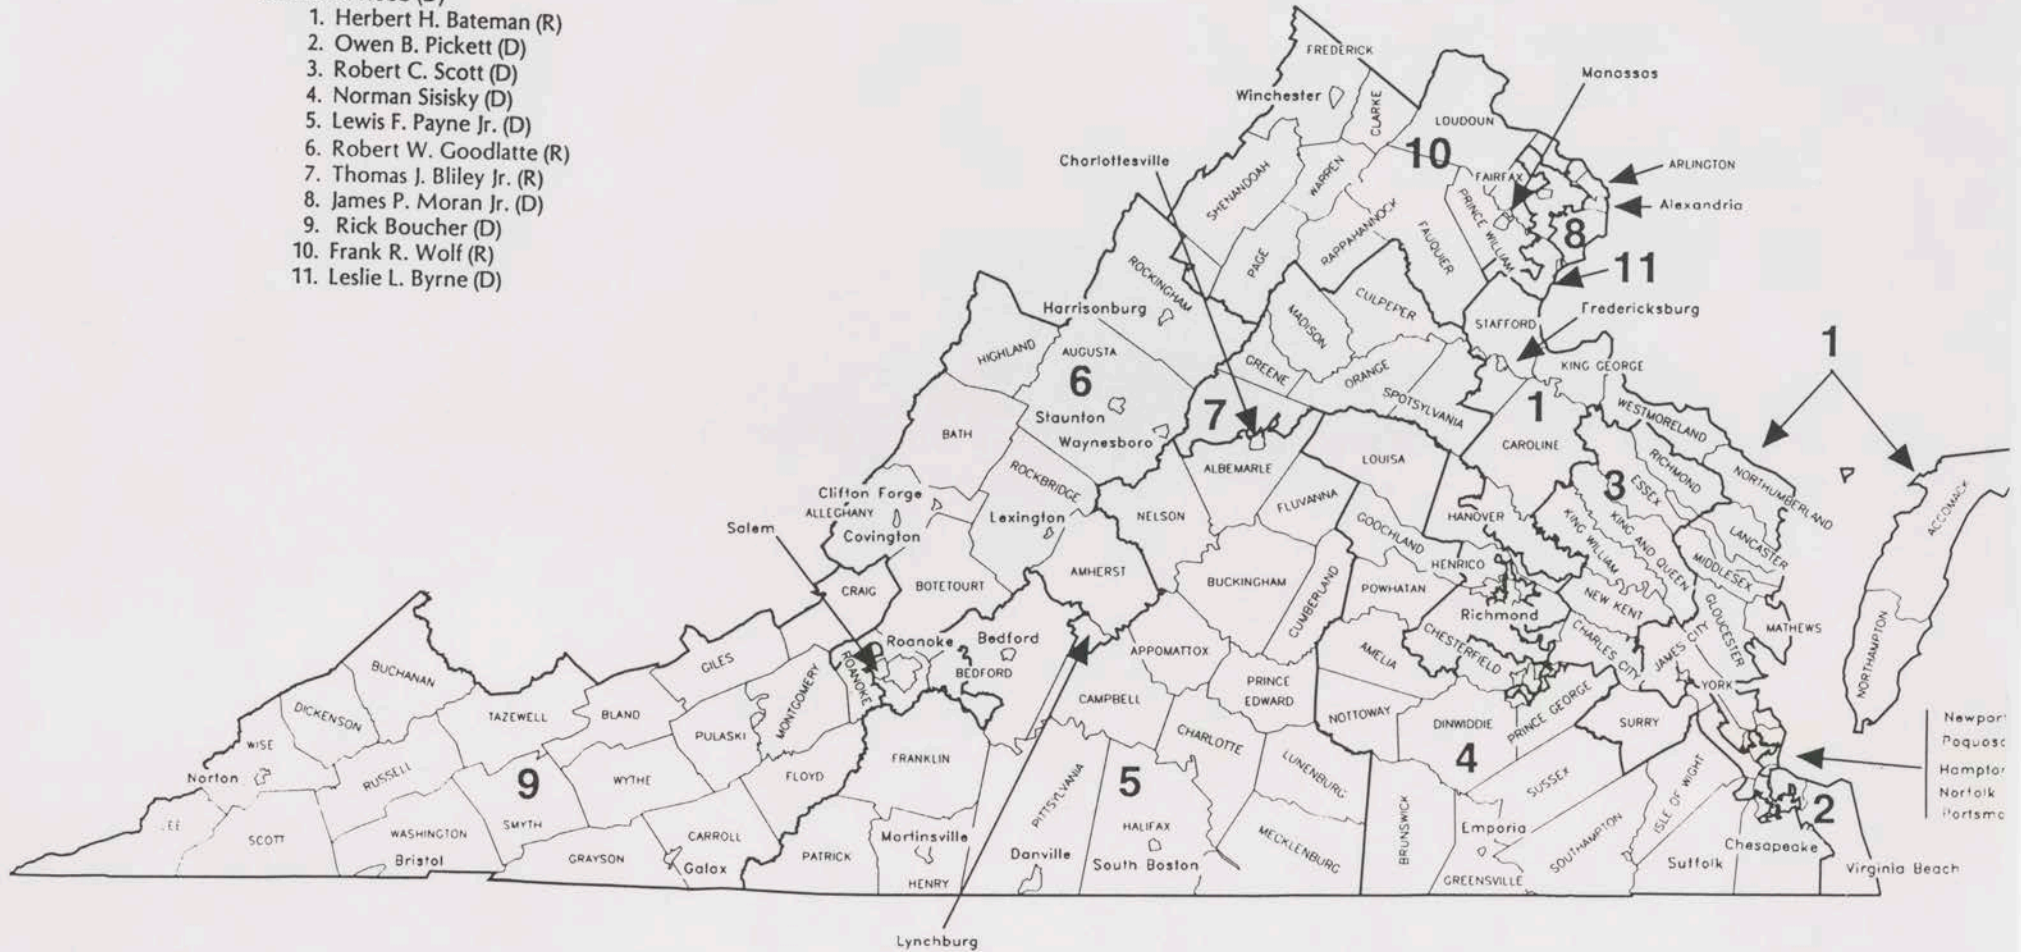 1. Herbert H. Bateman (R)
2. Owen B. Pickett (D)
3. Robert C. Scott (D)
4. Norman Sisisky (D)
5. Lewis F. Payne Jr. (D)
6. Robert W. Goodlatte (R)
7. Thomas J. Bliley Jr. (R)
8. James P. Moran Jr. (D)
9. Rick Boucher (D)
10. Frank R. Wolf (R)
11. Leslie L. Byrne (D)
FREDERICK
Manassas
Winchester
CLARKE
LOUDOUN
10
Charlottesville
ARLINGTON
SHENANDOAH
WARREN
FAIRFAX
Alexandria
PRINCE WILLIAM
RAPPAHANNOCK
FAUQUIER
8
PAGE
11
ROCKINGHAM
Harrisonburg
CULPEPER
MADISON
Fredericksburg
STAFFORD
HIGHLAND
AUGUSTA
6
GREENE
ORANGE
KING GEORGE
1
SPOTSYLVANIA
1
Staunton
7
WESTMORELAND
BATH
Waynesboro
CAROLINE
ALBEMARLE
LOUISA
RICHMOND
ROCKBRIDGE
3
ESSEX
NORTHUMBERLAND
Clifton Forge
ALLEGHANY
Lexington
NELSON
FLUVANNA
HANOVER
ACCOMACK
Salem
Covington
GOOCHLAND
KING WILLIAM
KING AND QUEEN
LANCASTER
HENRICO
MIDDLESEX
CRAIG
BOTETOURT
AMHERST
BUCKINGHAM
CUMBERLAND
POWHATAN
NEW KENT
Richmond
GLOUCESTER
MATHEWS
Roanoke
Bedford
CHESTERFIELD
CHARLES CITY
JAMES CITY
NORTHAMPTON
BUCHANAN
GILES
ROANOKE
BEDFORD
APPOMATTOX
AMELIA
MONTGOMERY
CAMPBELL
PRINCE
EDWARD
YORK
DICKENSON
TAZEWELL
BLAND
PULASKI
NOTTOWAY
DINWIDDIE
PRINCE GEORGE
SURRY
WISE
CHARLOTTE
4
FRANKLIN
Norton
RUSSELL
9
WYTHE
FLOYD
LUNENBURG
SUSSEX
ISLE OF WIGHT
PITTSYLVANIA
5
2
SCOTT
WASHINGTON
SMYTH
CARROLL
Martinsville
HALIFAX
MECKLENBURG
BRUNSWICK
Emporia
SOUTHAMPTON
Chesapeake
Bristol
GRAYSON
Galax
PATRICK
HENRY
Danville
South Boston
GREENSVILLE
Suffolk
Virginia Beach
Lynchburg
Norfolk